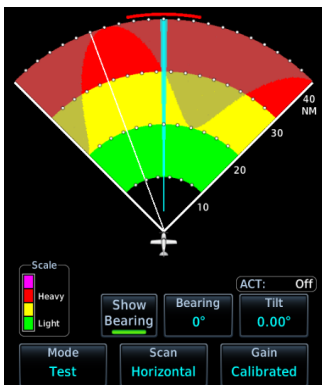 40
NM
30
20
10
Scale
Heavy
Light
ACT: Off
Show
Bearing
Bearing
0°
Tilt
0.00°
Mode
Test
Scan
Horizontal
Gain
Calibrated